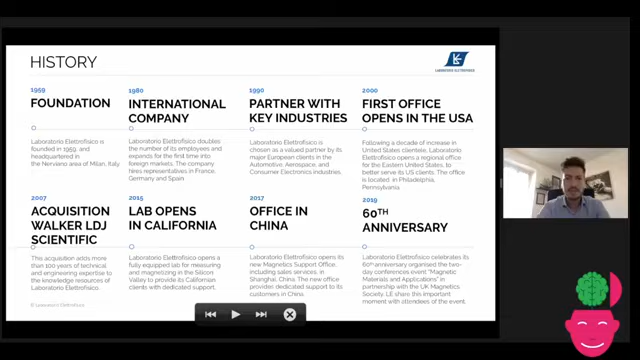 HISTORY
LABORATORIO ELETTROFISICO
1959
FOUNDATION
Laboratorio Elettrofisico is
founded in 1959, and
headquartered in
the Nerviano area of Milan, Italy
1980
INTERNATIONAL
COMPANY
Laboratorio Elettrofisico doubles
the number of its employees and
expands for the first time into
foreign markets. The company
hires representatives in France,
Germany and Spain
1990
PARTNER WITH
KEY INDUSTRIES
Laboratorio Elettrofisico is
chosen as a valued partner by its
major European clients in the
Automotive, Aerospace, and
Consumer Electronics industries.
2000
FIRST OFFICE
OPENS IN THE USA
Following a decade of increase in
United States clientele, Laboratorio
Elettrofisico opens a regional office
for the Eastern United States, to
better serve its US clients. The office
is located in Philadelphia,
Pennsylvania
2007
ACQUISITION
WALKER LDJ
SCIENTIFIC
This acquisition adds more
than 100 years of technical
and engineering expertise to
the knowledge resources of
Laboratorio Elettrofisico.
2015
LAB OPENS
IN CALIFORNIA
Laboratorio Elettrofisico opens a
fully equipped lab for measuring
and magnetizing in the Silicon
Valley to provide its Californian
clients with dedicated support.
2017
OFFICE IN
CHINA
Laboratorio Elettrofisico opens its
new Magnetics Support Office,
including sales services, in
Shanghai, China. The new office
provides dedicated support to its
customers in China.
2019
60TH
ANNIVERSARY
Laboratorio Elettrofisico celebrates its
60th anniversary organised the two-
day conferences event "Magnetic
Materials and Applications" in
partnership with the UK Magnetics
Society. LE share this important
moment with attendees of the event.
© Laboratorio Elettrofisico